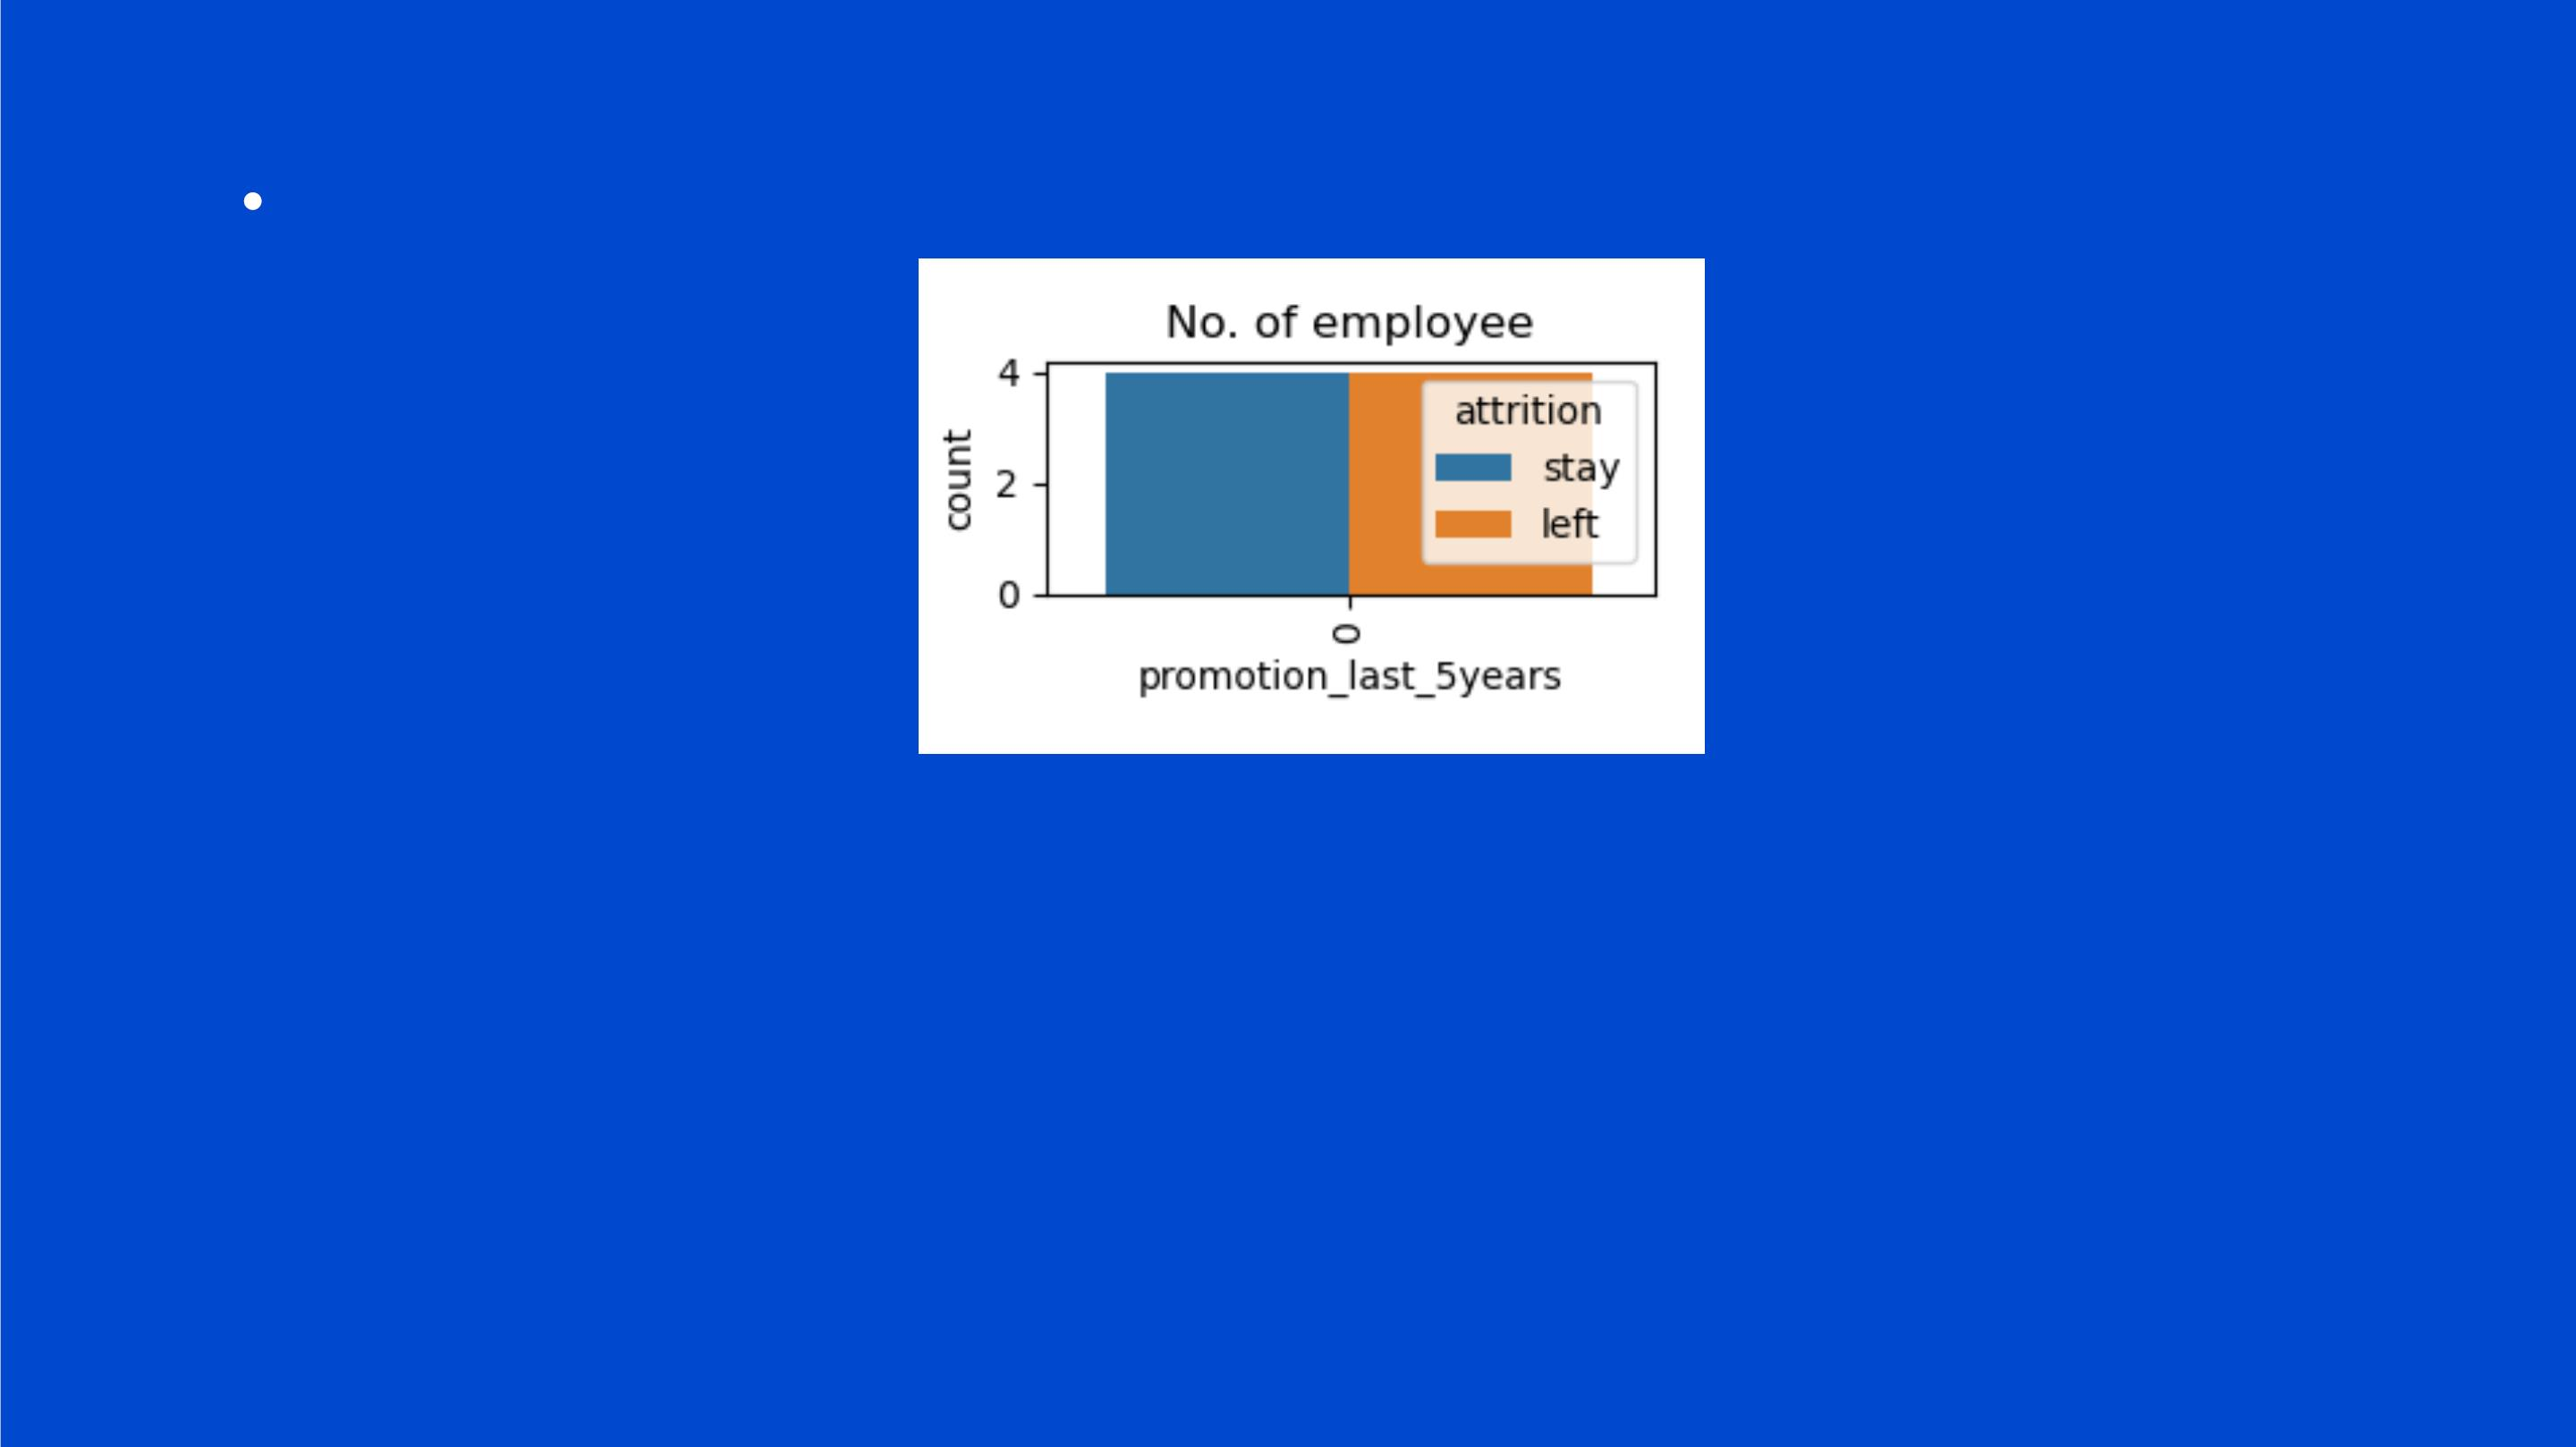 •
No. of employee
4
2
0
count
attrition
stay
left
0
promotion_last_5years